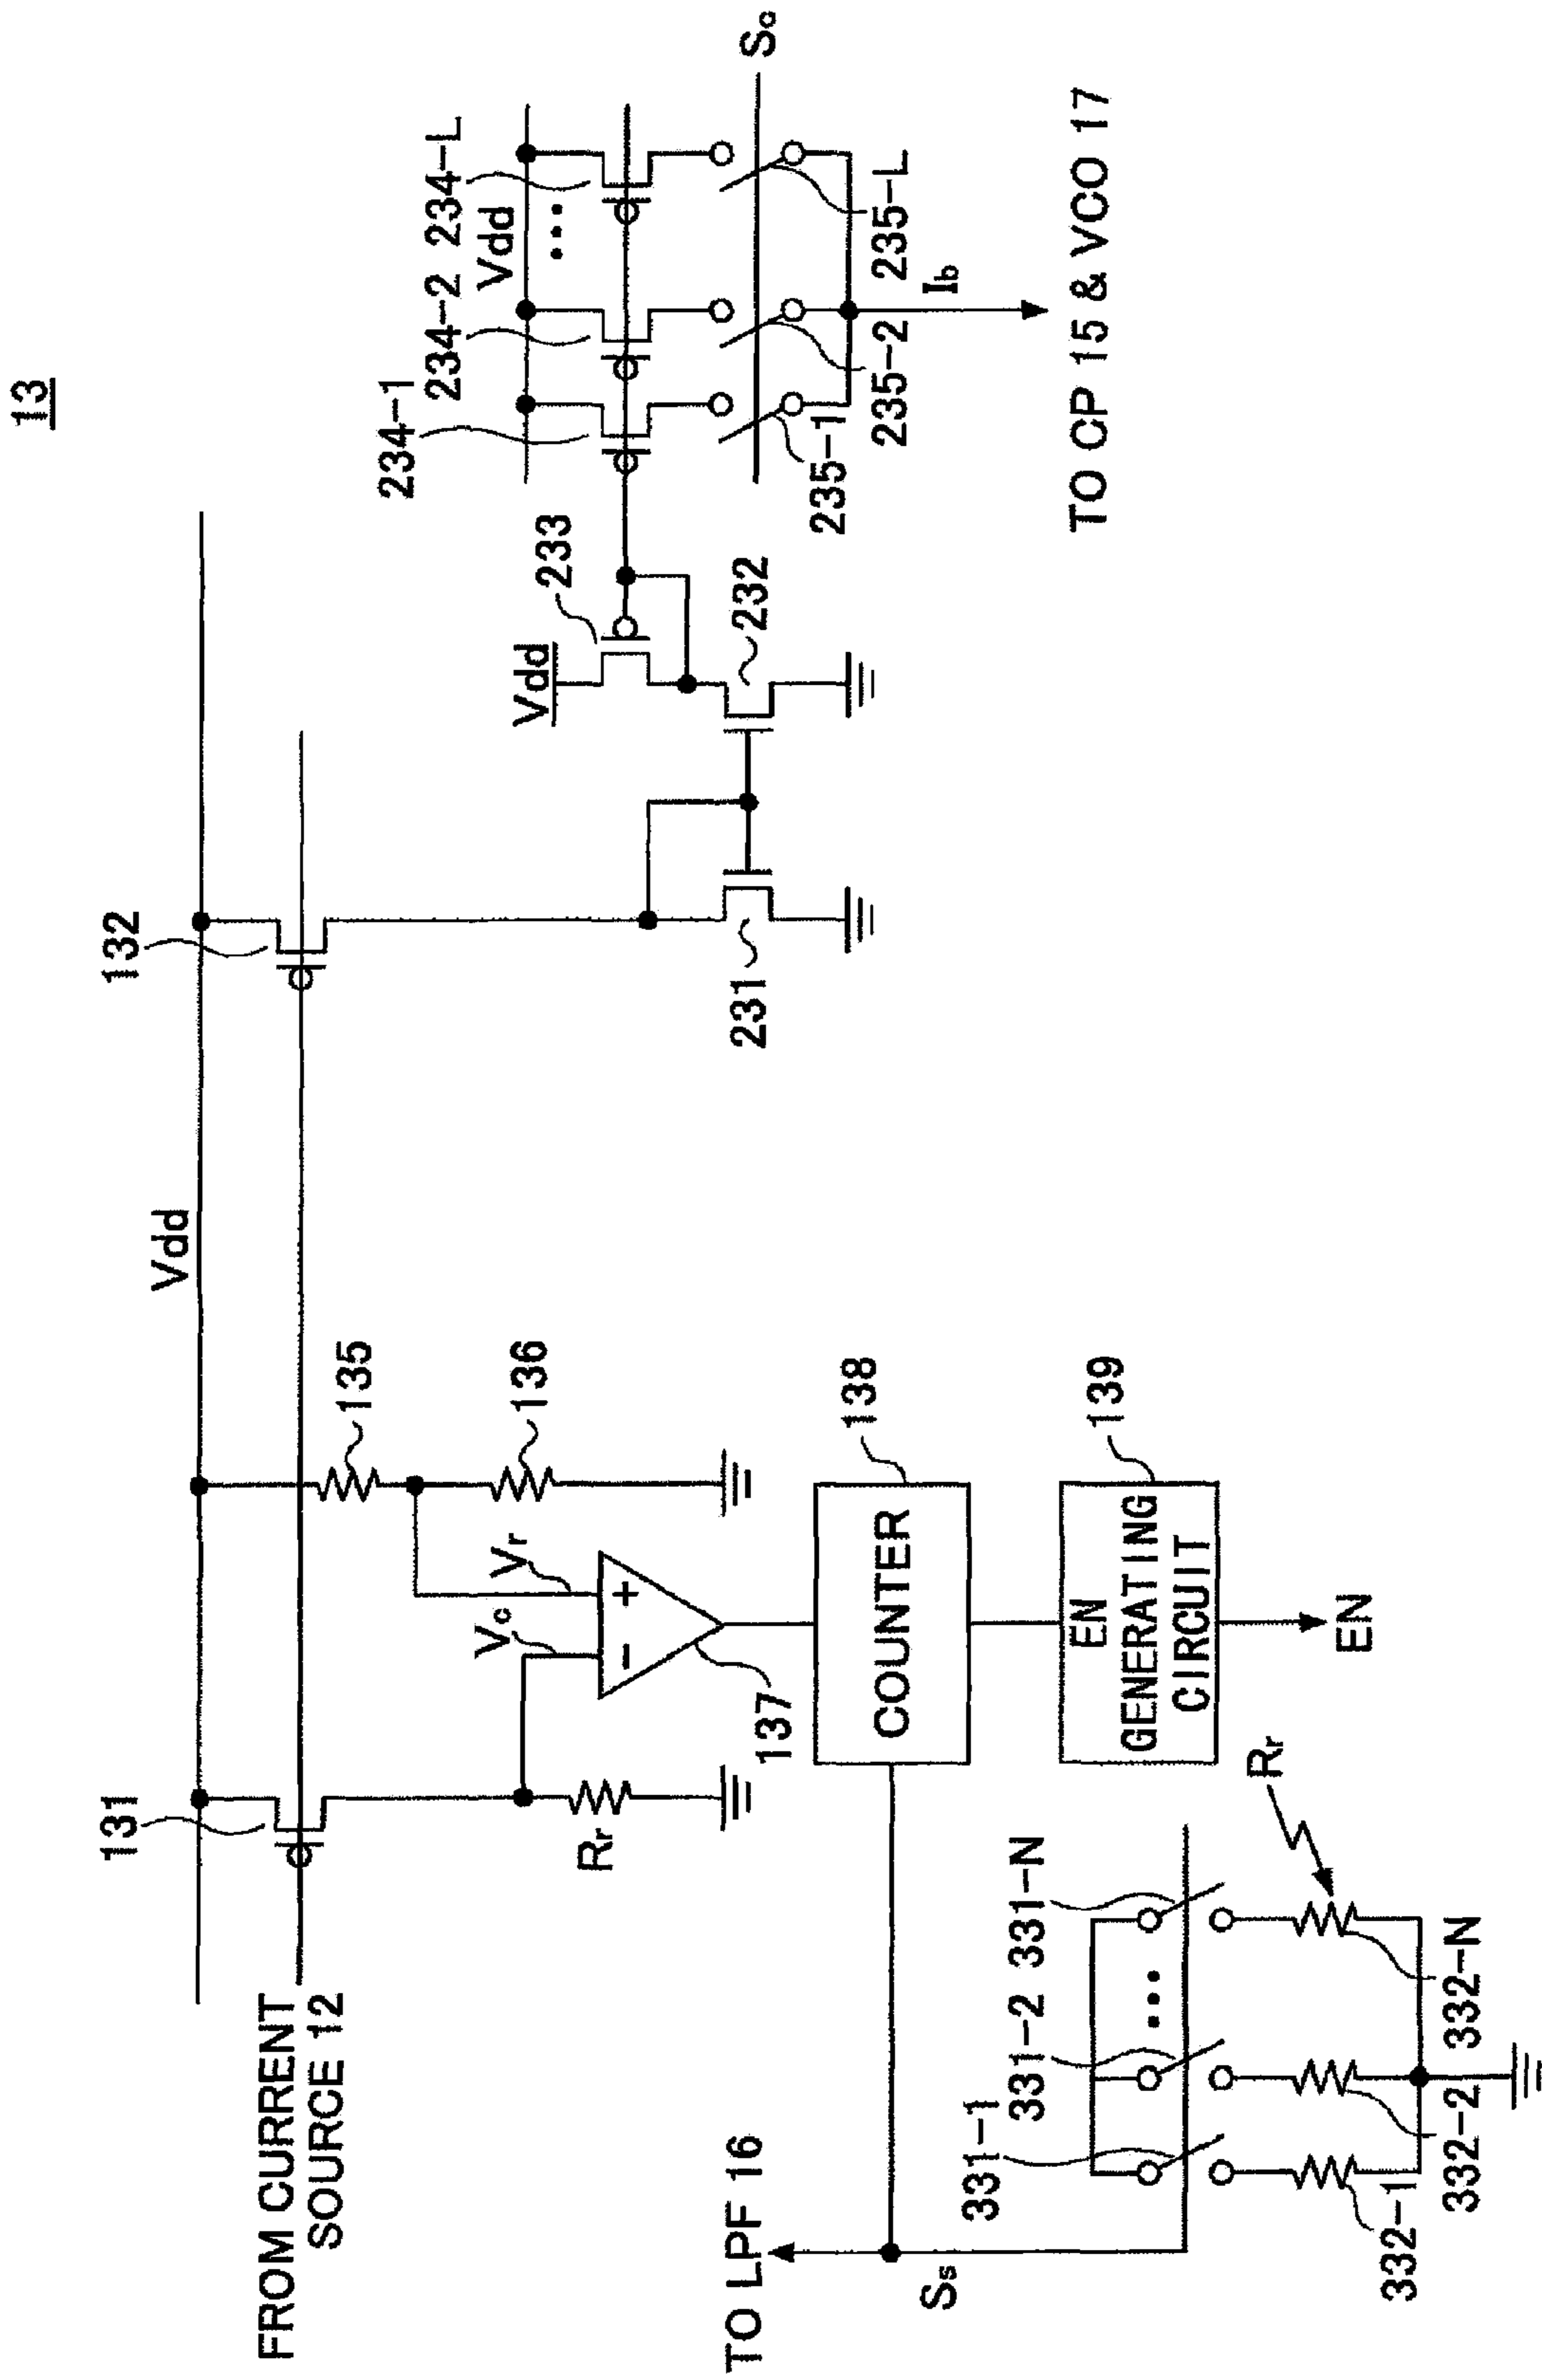 13
Vdd
132
131
FROM CURRENT
SOURCE 12
135
136
Vr
Vc
Rr
137
138
COUNTER
139
EN
GENERATING
CIRCUIT
EN
TO LPF 16
Ss
331-1
331-2
331-N
Rr
332-1
332-2
332-N
231
232
233
Vdd
234-1
234-2
234-L
Vdd
...
Sc
235-1
235-2
235-L
Ib
TO CP 15 & VCO 17